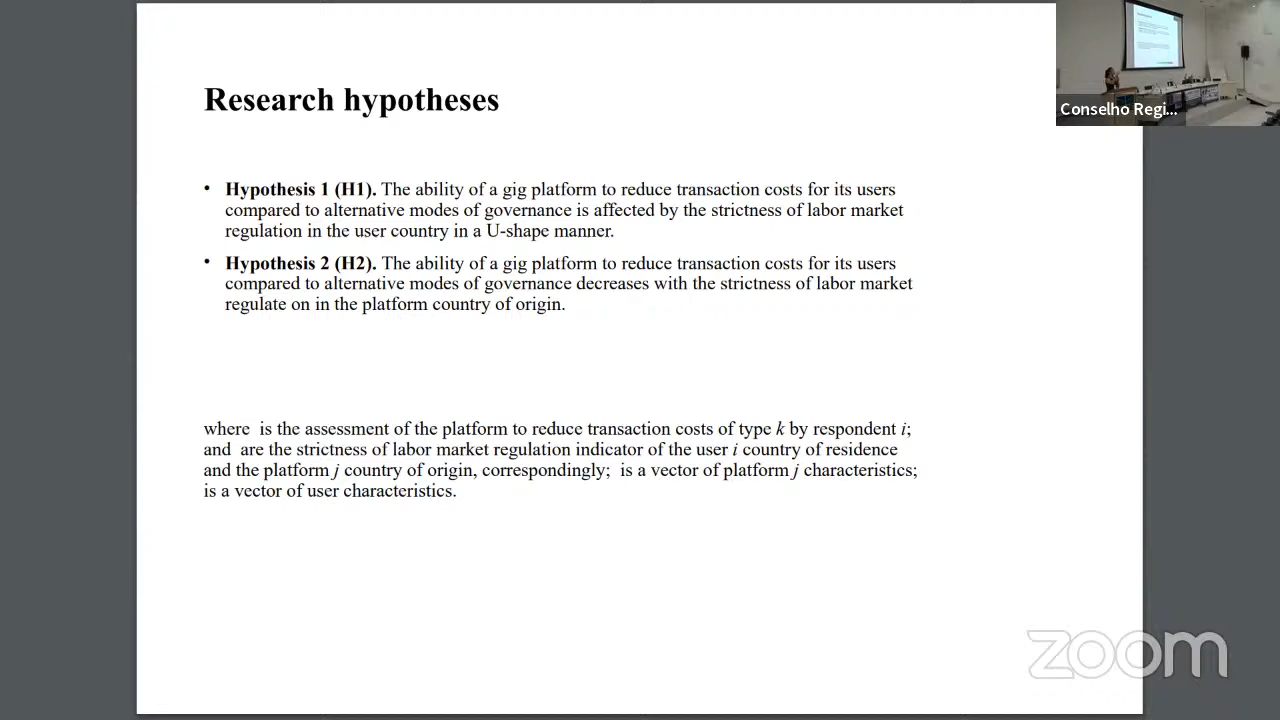 Research hypotheses
• Hypothesis 1 (H1). The ability of a gig platform to reduce transaction costs for its users
compared to alternative modes of governance is affected by the strictness of labor market
regulation in the user country in a U-shape manner.
• Hypothesis 2 (H2). The ability of a gig platform to reduce transaction costs for its users
compared to alternative modes of governance decreases with the strictness of labor market
regulate on in the platform country of origin.
where is the assessment of the platform to reduce transaction costs of type k by respondent i;
and are the strictness of labor market regulation indicator of the user i country of residence
and the platform j country of origin, correspondingly; is a vector of platform j characteristics;
is a vector of user characteristics.
Conselho Regi...
zoom